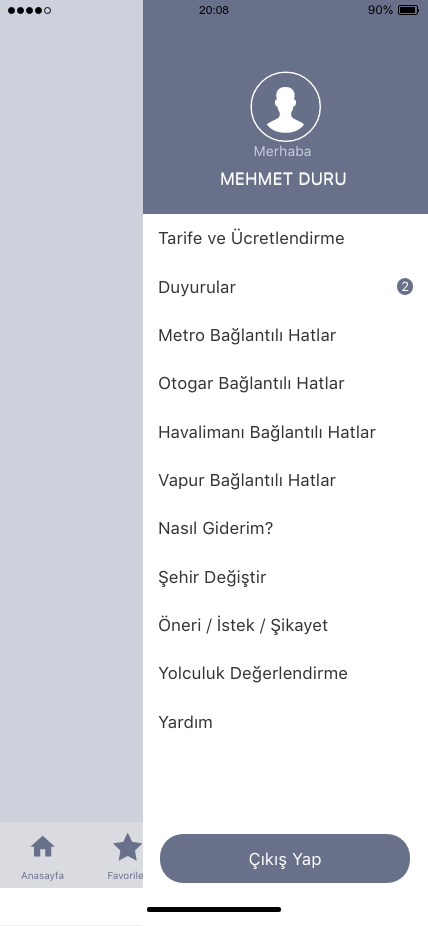 20:08
90%
Merhaba
MEHMET DURU
Tarife ve Ücretlendirme
Duyurular 2
Metro Bağlantılı Hatlar
Otogar Bağlantılı Hatlar
Havalimanı Bağlantılı Hatlar
Vapur Bağlantılı Hatlar
Nasıl Giderim?
Şehir Değiştir
Öneri / İstek / Şikayet
Yolculuk Değerlendirme
Yardım
Çıkış Yap
Anasayfa
Favorile